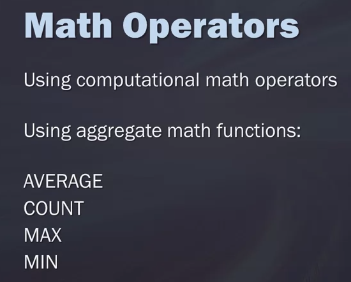 Math Operators
Using computational math operators
Using aggregate math functions:
AVERAGE
COUNT
MAX
MIN